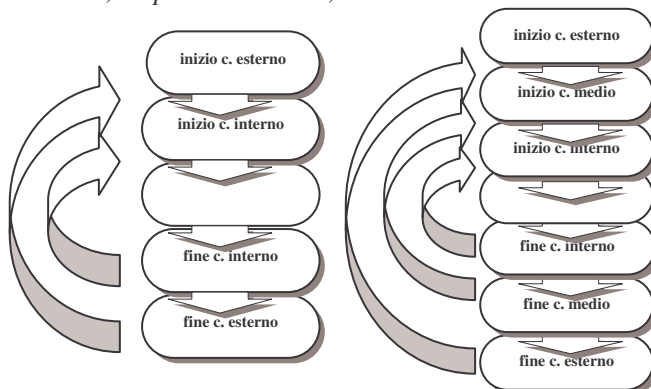 inizio c. esterno
inizio c. interno
fine c. interno
fine c. esterno
inizio c. esterno
inizio c. medio
inizio c. interno
fine c. interno
fine c. medio
fine c. esterno